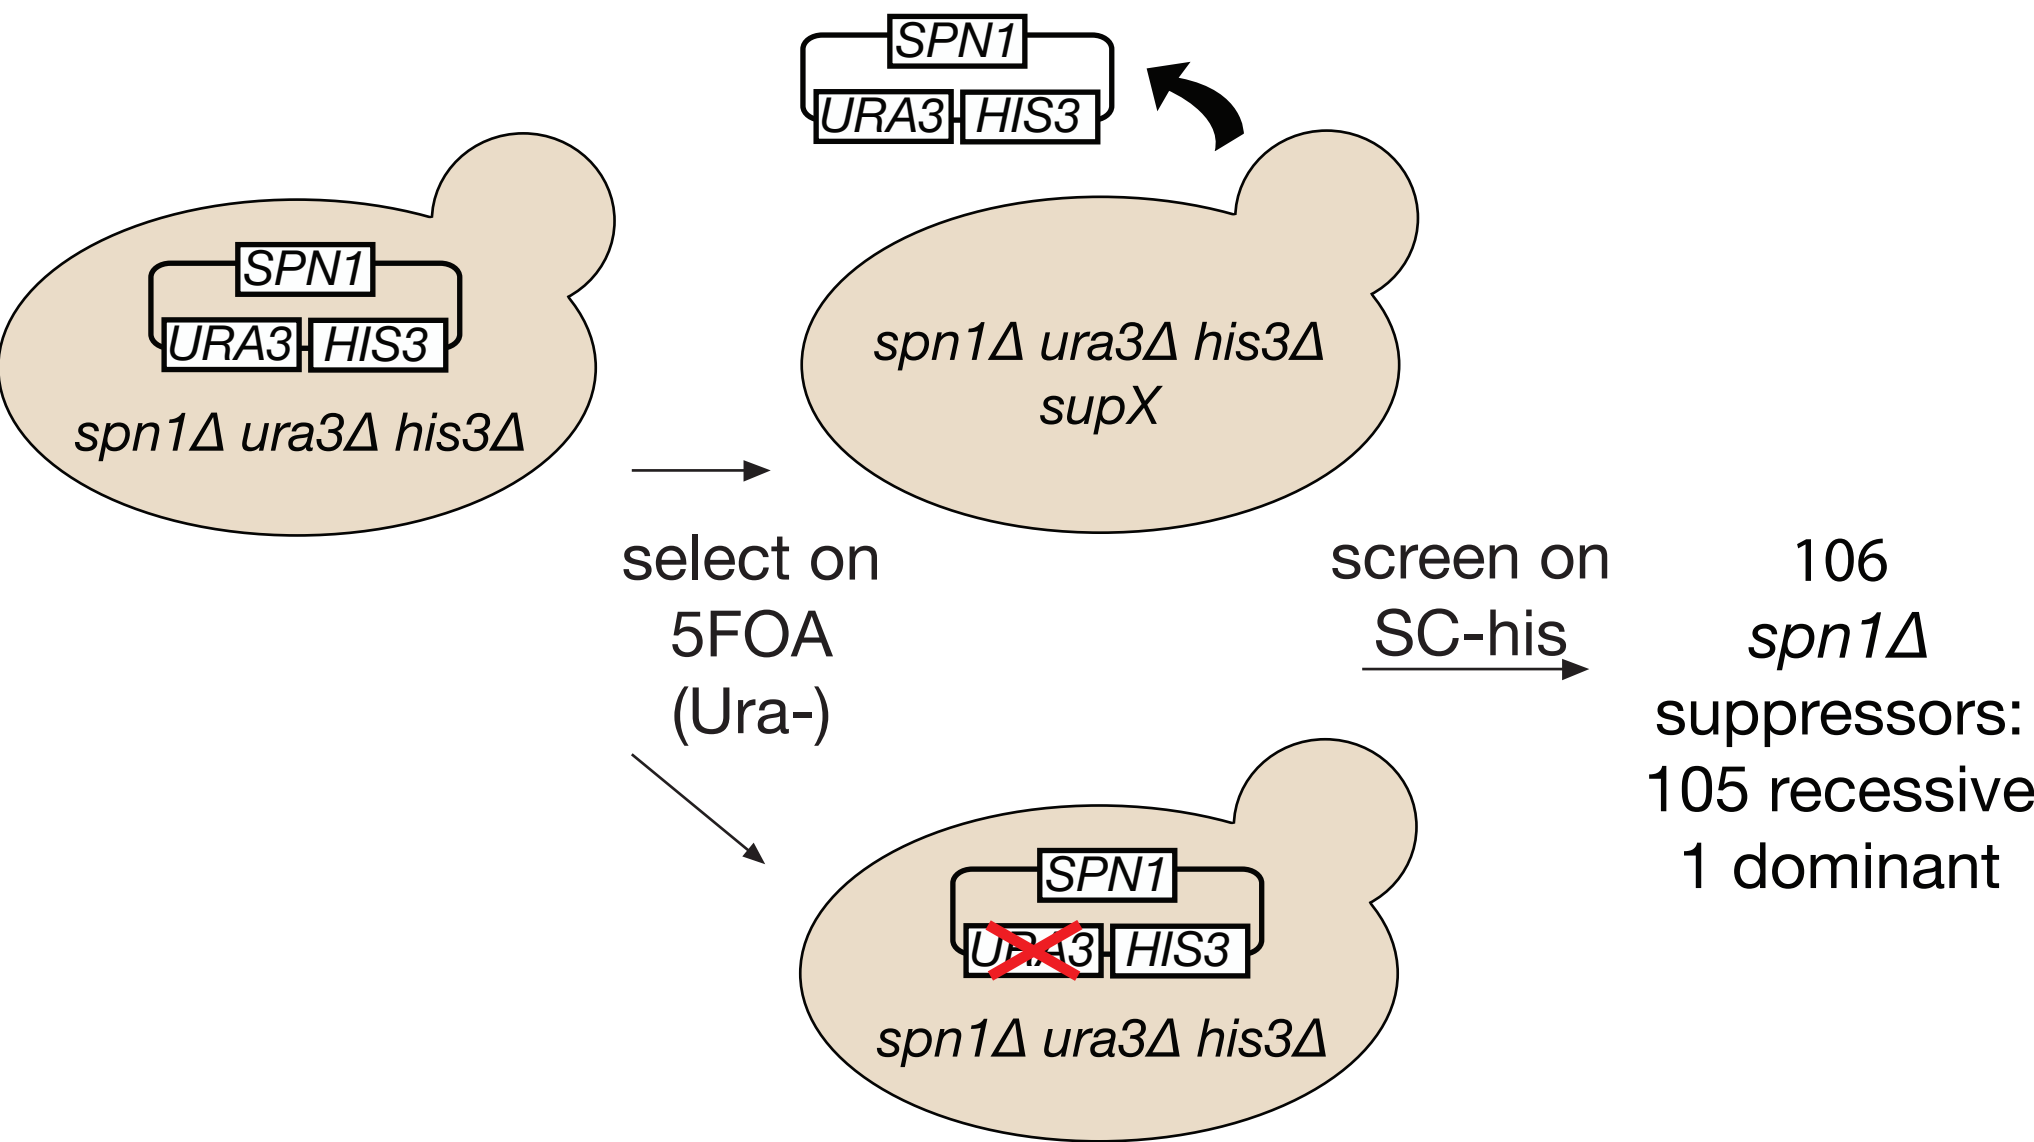 SPN1
URA3 HIS3
SPN1
URA3 HIS3
spn1Δ ura3Δ his3Δ
spn1Δ ura3Δ his3Δ
supX
select on
5FOA
(Ura-)
screen on
SC-his
106
spn1Δ
suppressors:
105 recessive
1 dominant
SPN1
URA3 HIS3
spn1Δ ura3Δ his3Δ